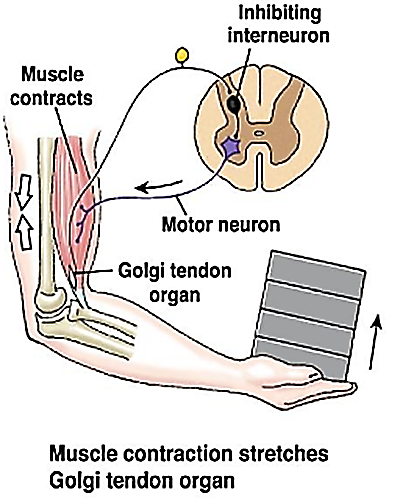 Inhibiting
interneuron
Muscle
contracts
Motor neuron
Golgi tendon
organ
Muscle contraction stretches
Golgi tendon organ